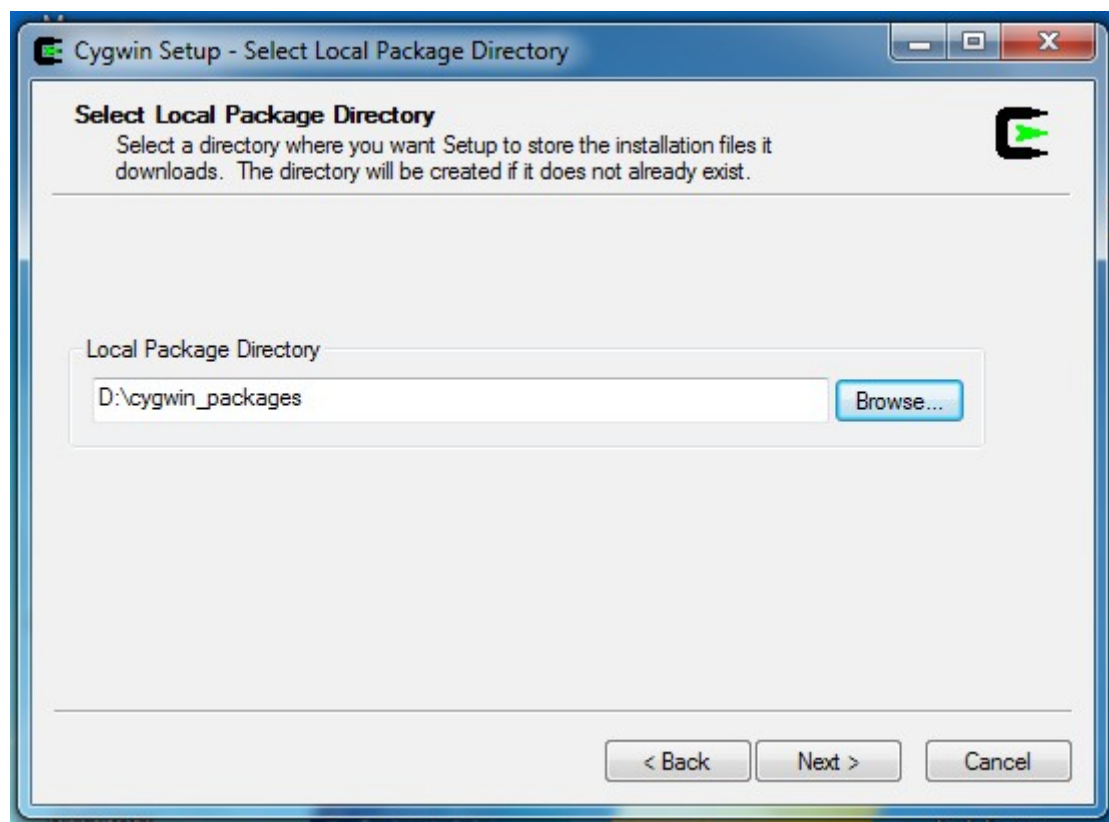 Cygwin Setup - Select Local Package Directory
Select Local Package Directory
Select a directory where you want Setup to store the installation files it
downloads.  The directory will be created if it does not already exist.
Local Package Directory
D:\cygwin_packages
Browse...
< Back
Next >
Cancel